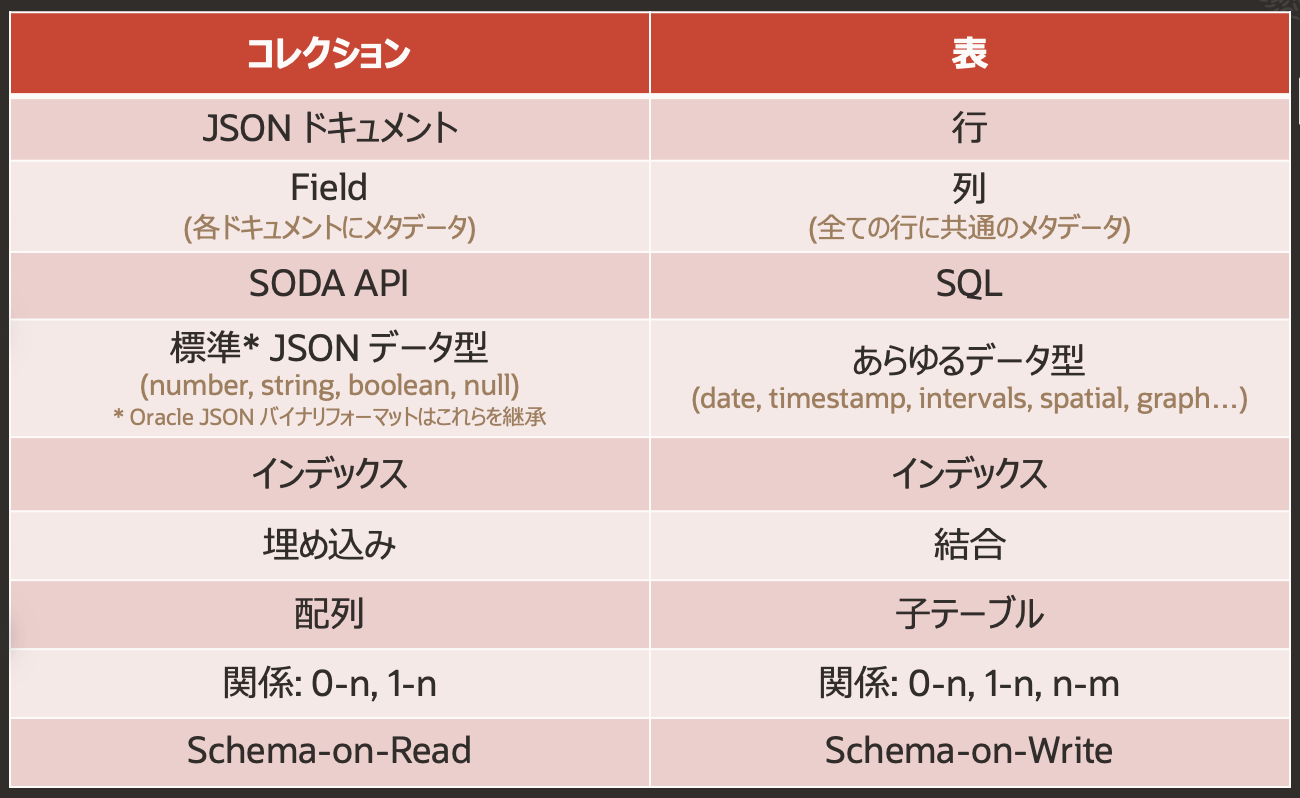 コレクション
表
JSON ドキュメント
行
Field
(各ドキュメントにメタデータ)
列
(全ての行に共通のメタデータ)
SODA API
SQL
標準* JSON データ型
(number, string, boolean, null)
* Oracle JSON バイナリフォーマットはこれらを継承
あらゆるデータ型
(date, timestamp, intervals, spatial, graph...)
インデックス
インデックス
埋め込み
結合
配列
子テーブル
関係: 0-n, 1-n
関係: 0-n, 1-n, n-m
Schema-on-Read
Schema-on-Write